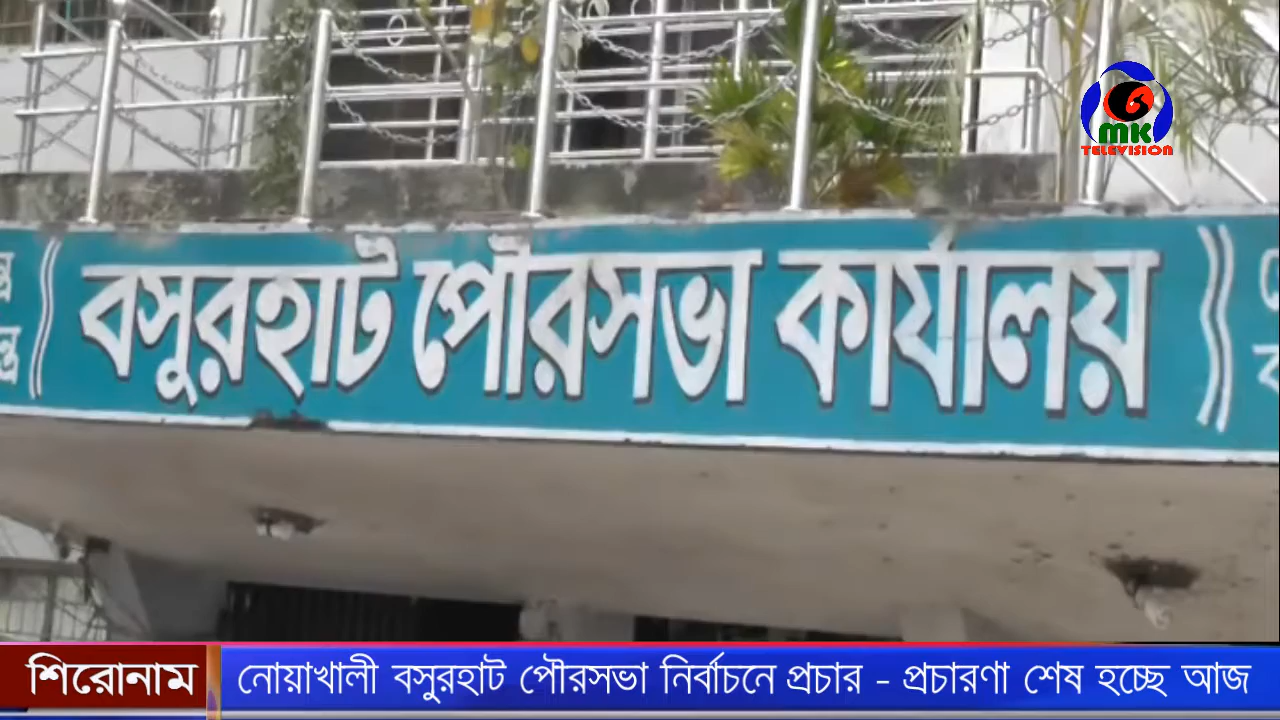 MK
TELEVISION
বসুরহাট পৌরসভা কার্যালয়
শিরোনাম
নোয়াখালী বসুরহাট পৌরসভা নির্বাচনে প্রচার - প্রচারণা শেষ হচ্ছে আজ